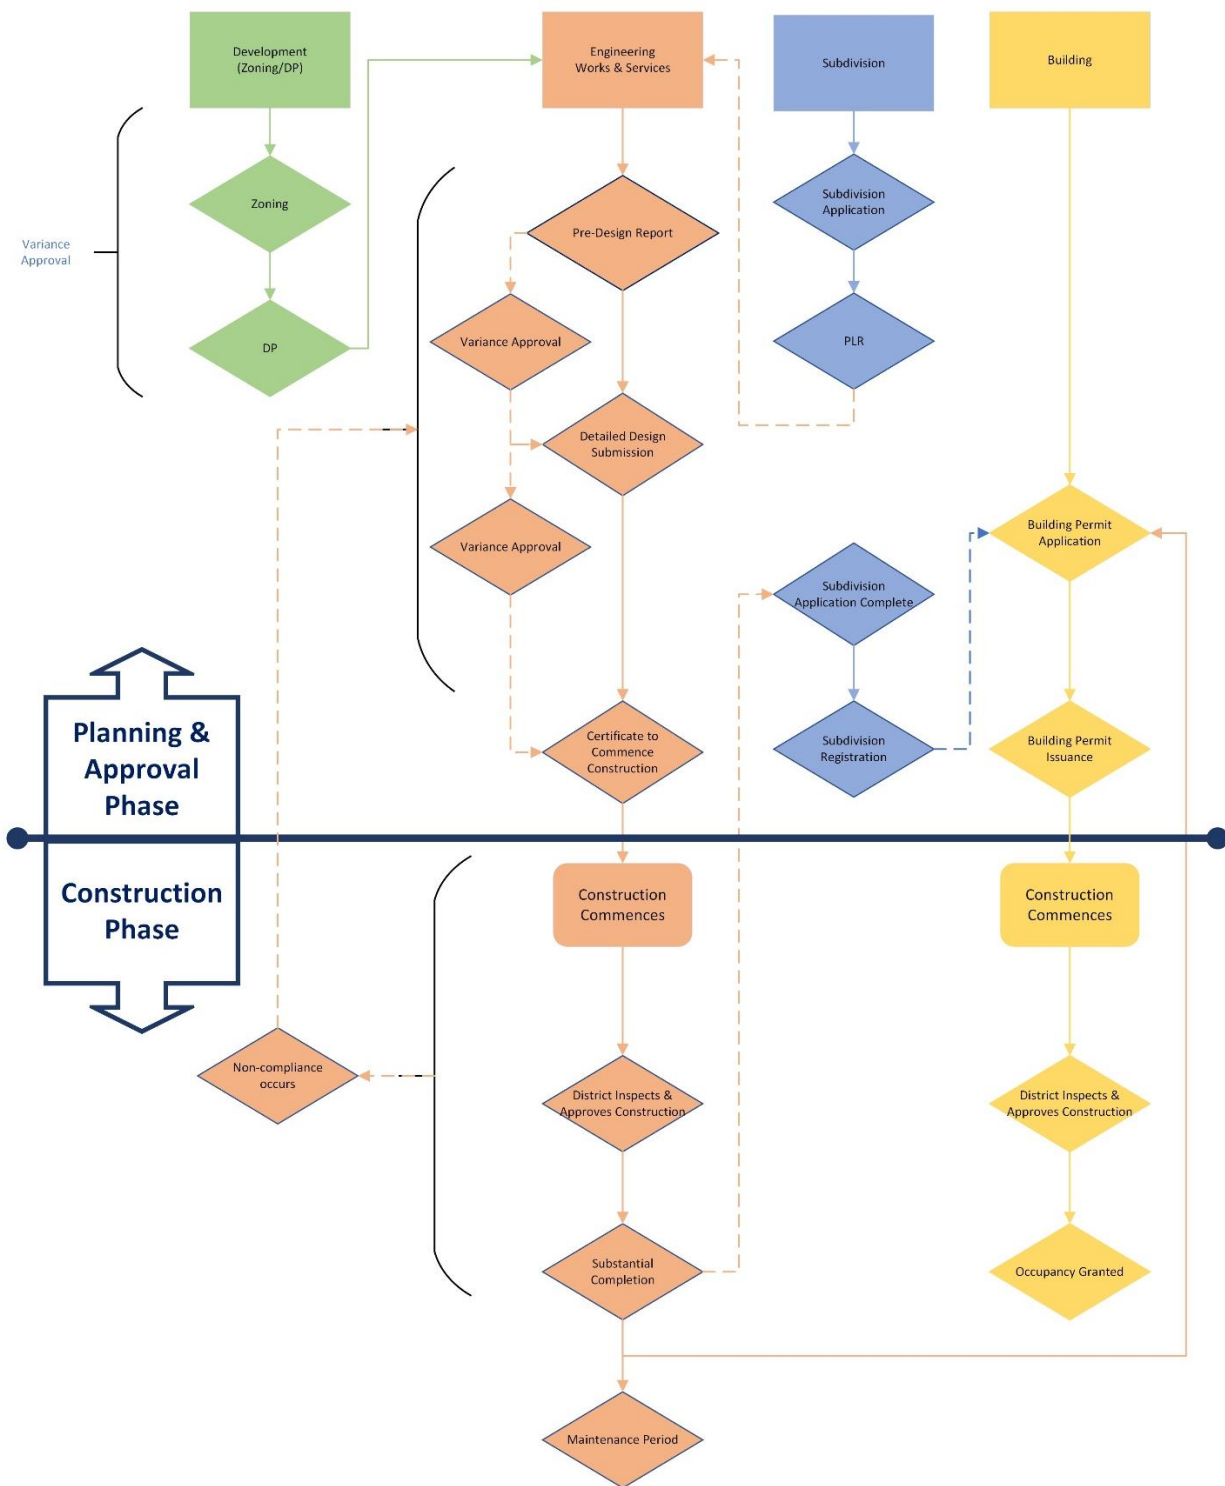 Development
(Zoning/DP)
Engineering
Works & Services
Subdivision
Building
Zoning
Subdivision
Application
Pre-Design Report
Variance
Approval
DP
Variance Approval
PLR
Detailed Design
Submission
Variance Approval
Building Permit
Application
Subdivision
Application Complete
Planning &
Approval
Phase
Certificate to
Commence
Construction
Subdivision
Registration
Building Permit
Issuance
Construction
Phase
Construction
Commences
Construction
Commences
Non-compliance
occurs
District Inspects &
Approves Construction
District Inspects &
Approves Construction
Substantial
Completion
Occupancy Granted
Maintenance Period